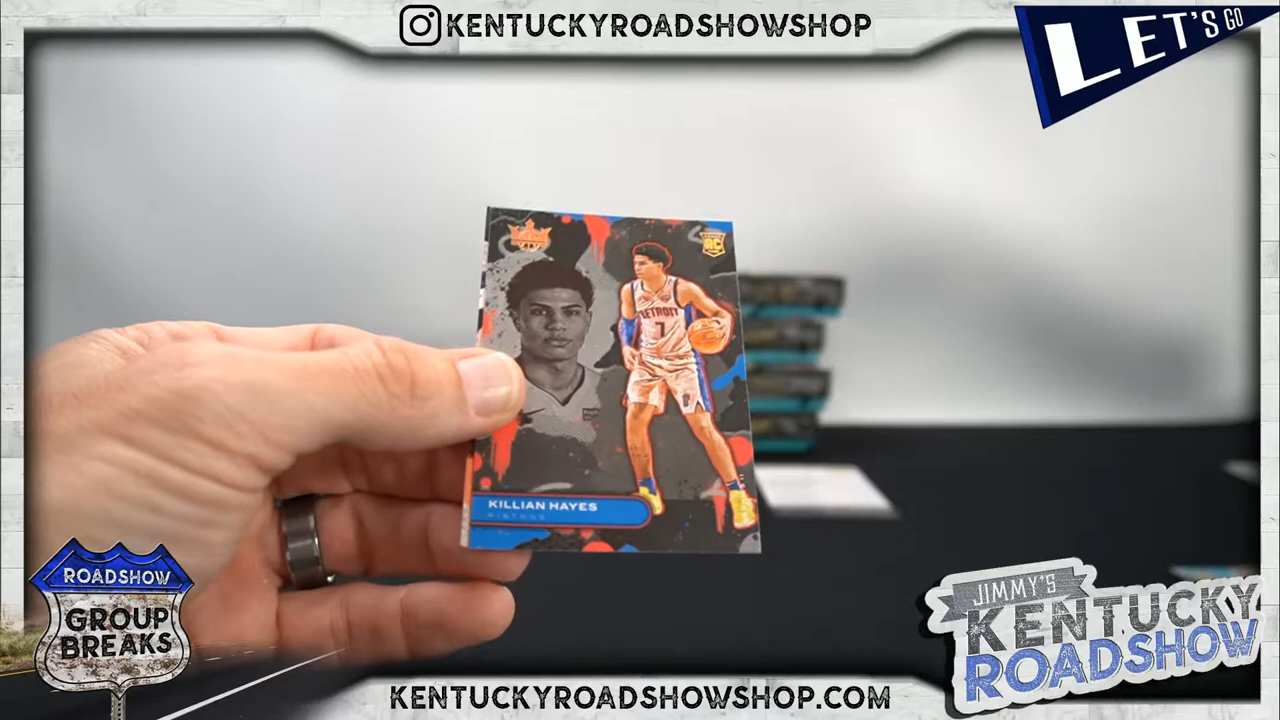 KENTUCKYROADSHOWSHOP
LET'S GO
RC
DETROIT
7
KILLIAN HAYES
PISTONS
ROADSHOW
GROUP
BREAKS
JIMMY'S
KENTUCKY
ROADSHOW
KENTUCKYROADSHOWSHOP.COM